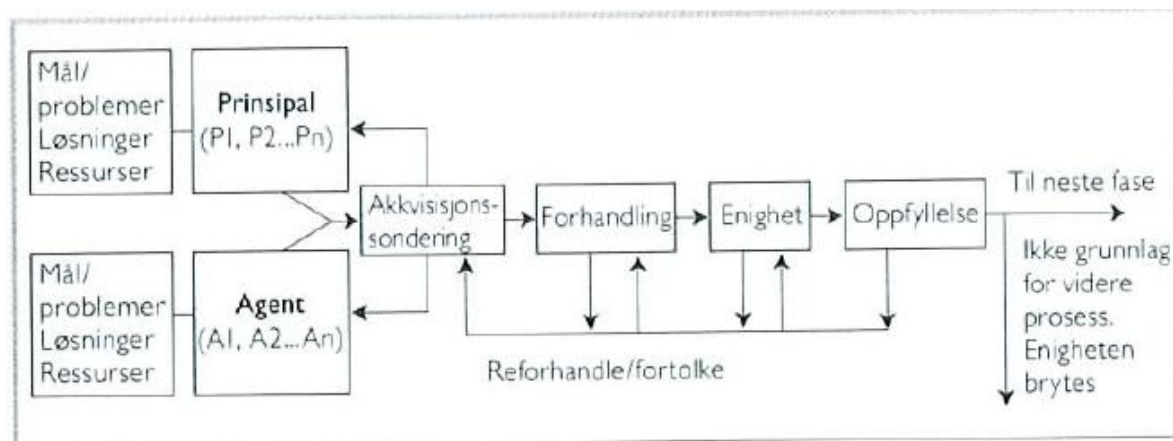 Mål/
problemer
Løsninger
Ressurser
Prinsipal
(P1, P2...Pn)
Mål/
problemer
Løsninger
Ressurser
Agent
(A1, A2...An)
Akkvisisjons-
sondering
Forhandling
Enighet
Oppfyllelse
Til neste fase
Ikke grunnlag
for videre
prosess.
Enigheten
brytes
Reforhandle/fortolke